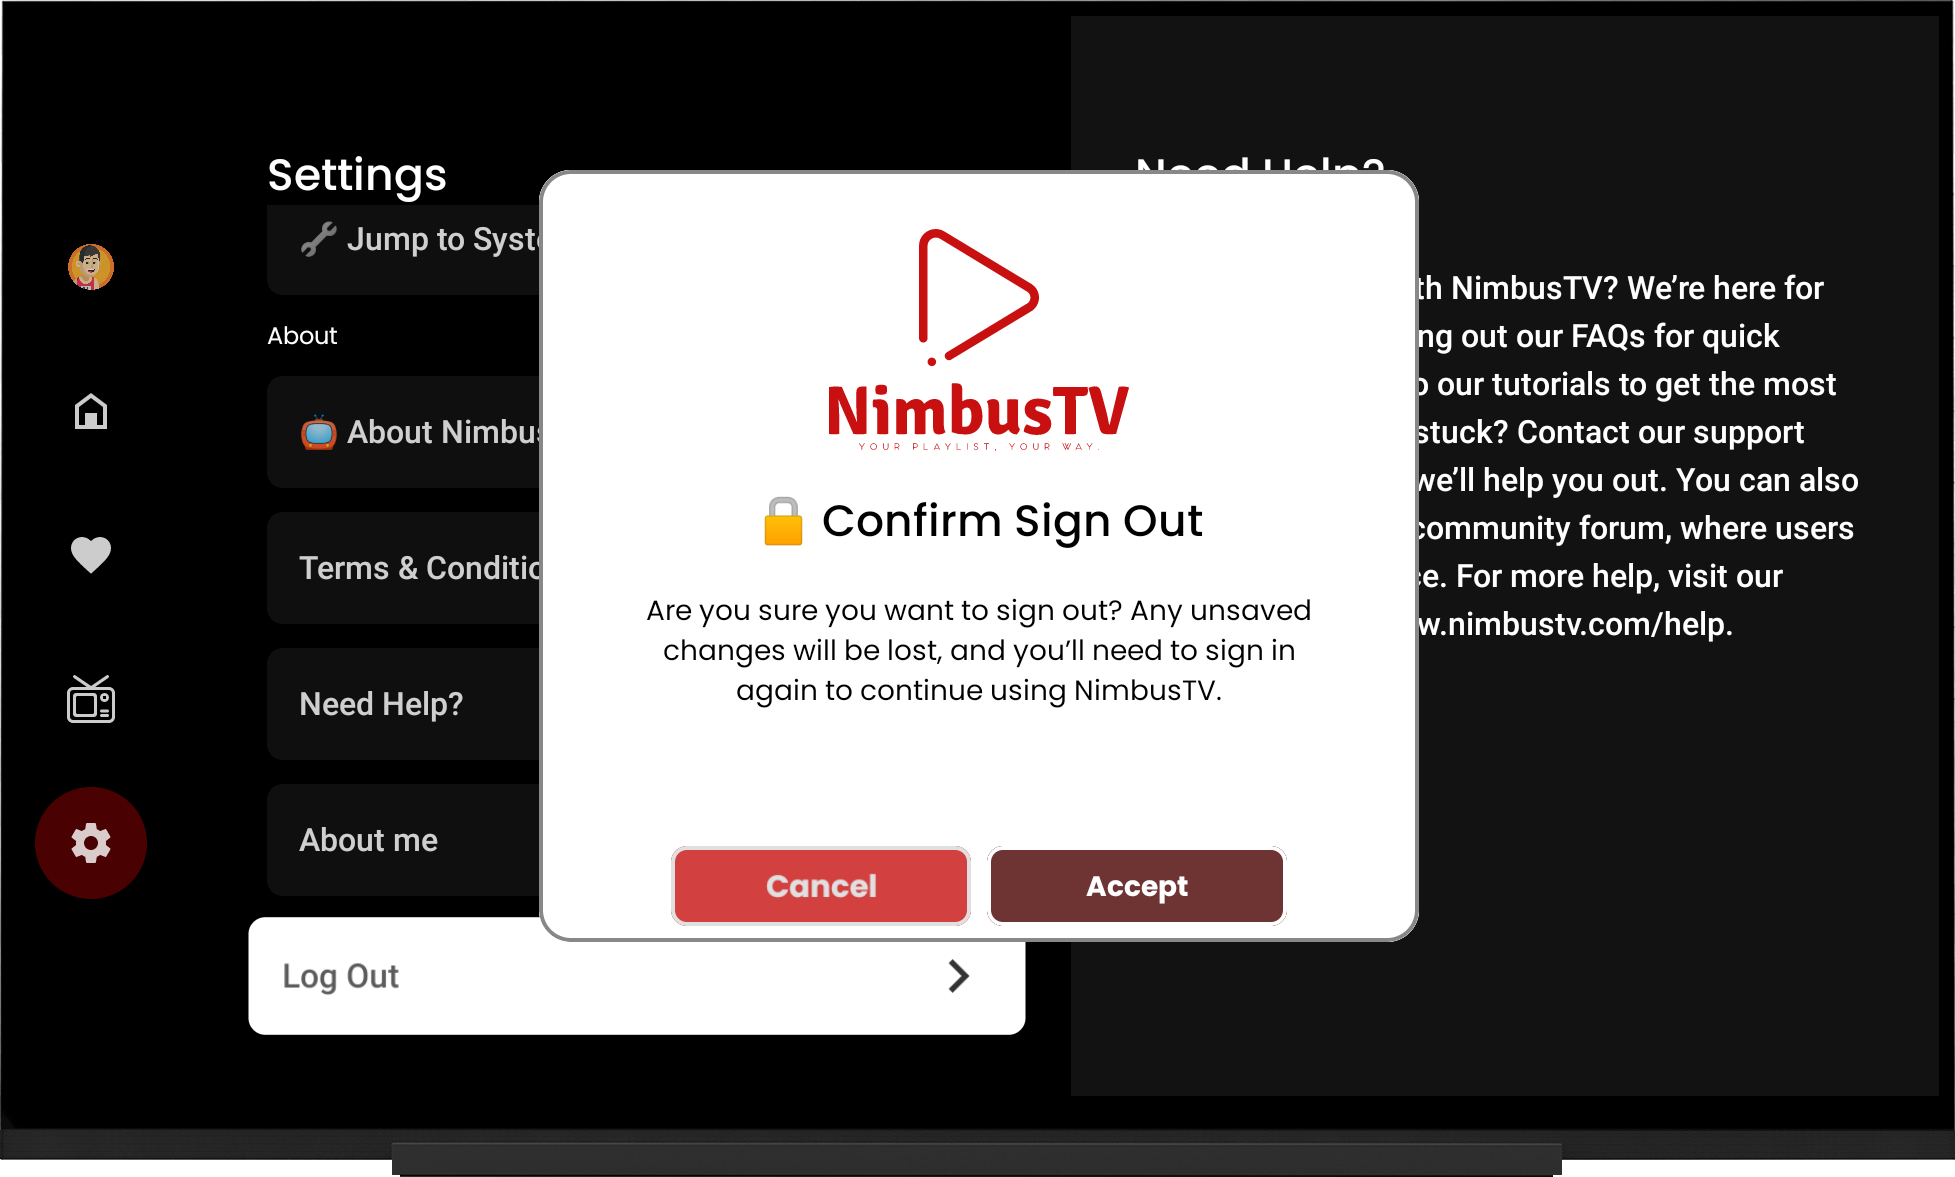 Settings
Need Help?
🔧 Jump to Syst
About
📺 About Nimbus
Terms & Conditio
Need Help?
About me
Log Out
th NimbusTV? We’re here for
ng out our FAQs for quick
o our tutorials to get the most
stuck? Contact our support
we’ll help you out. You can also
community forum, where users
ce. For more help, visit our
w.nimbustv.com/help.
NimbusTV
YOUR PLAYLIST, YOUR WAY.
🔒 Confirm Sign Out
Are you sure you want to sign out? Any unsaved
changes will be lost, and you’ll need to sign in
again to continue using NimbusTV.
Cancel
Accept